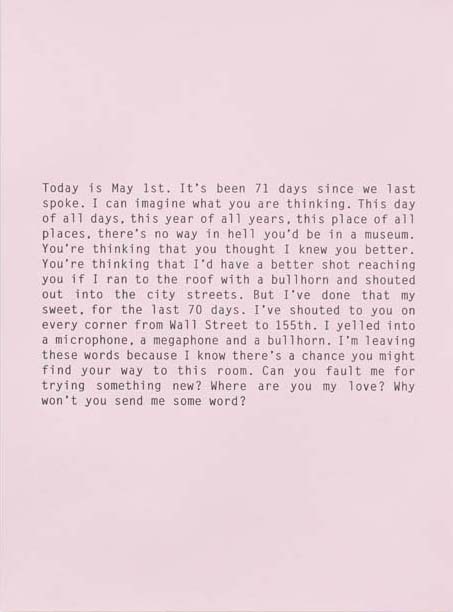 Today is May 1st. It's been 71 days since we last
spoke. I can imagine what you are thinking. This day
of all days, this year of all years, this place of all
places, there's no way in hell you'd be in a museum.
You're thinking that you thought I knew you better.
You're thinking that I'd have a better shot reaching
you if I ran to the roof with a bullhorn and shouted
out into the city streets. But I've done that my
sweet, for the last 70 days. I've shouted to you on
every corner from Wall Street to 155th. I yelled into
a microphone, a megaphone and a bullhorn. I'm leaving
these words because I know there's a chance you might
find your way to this room. Can you fault me for
trying something new? Where are you my love? Why
won't you send me some word?